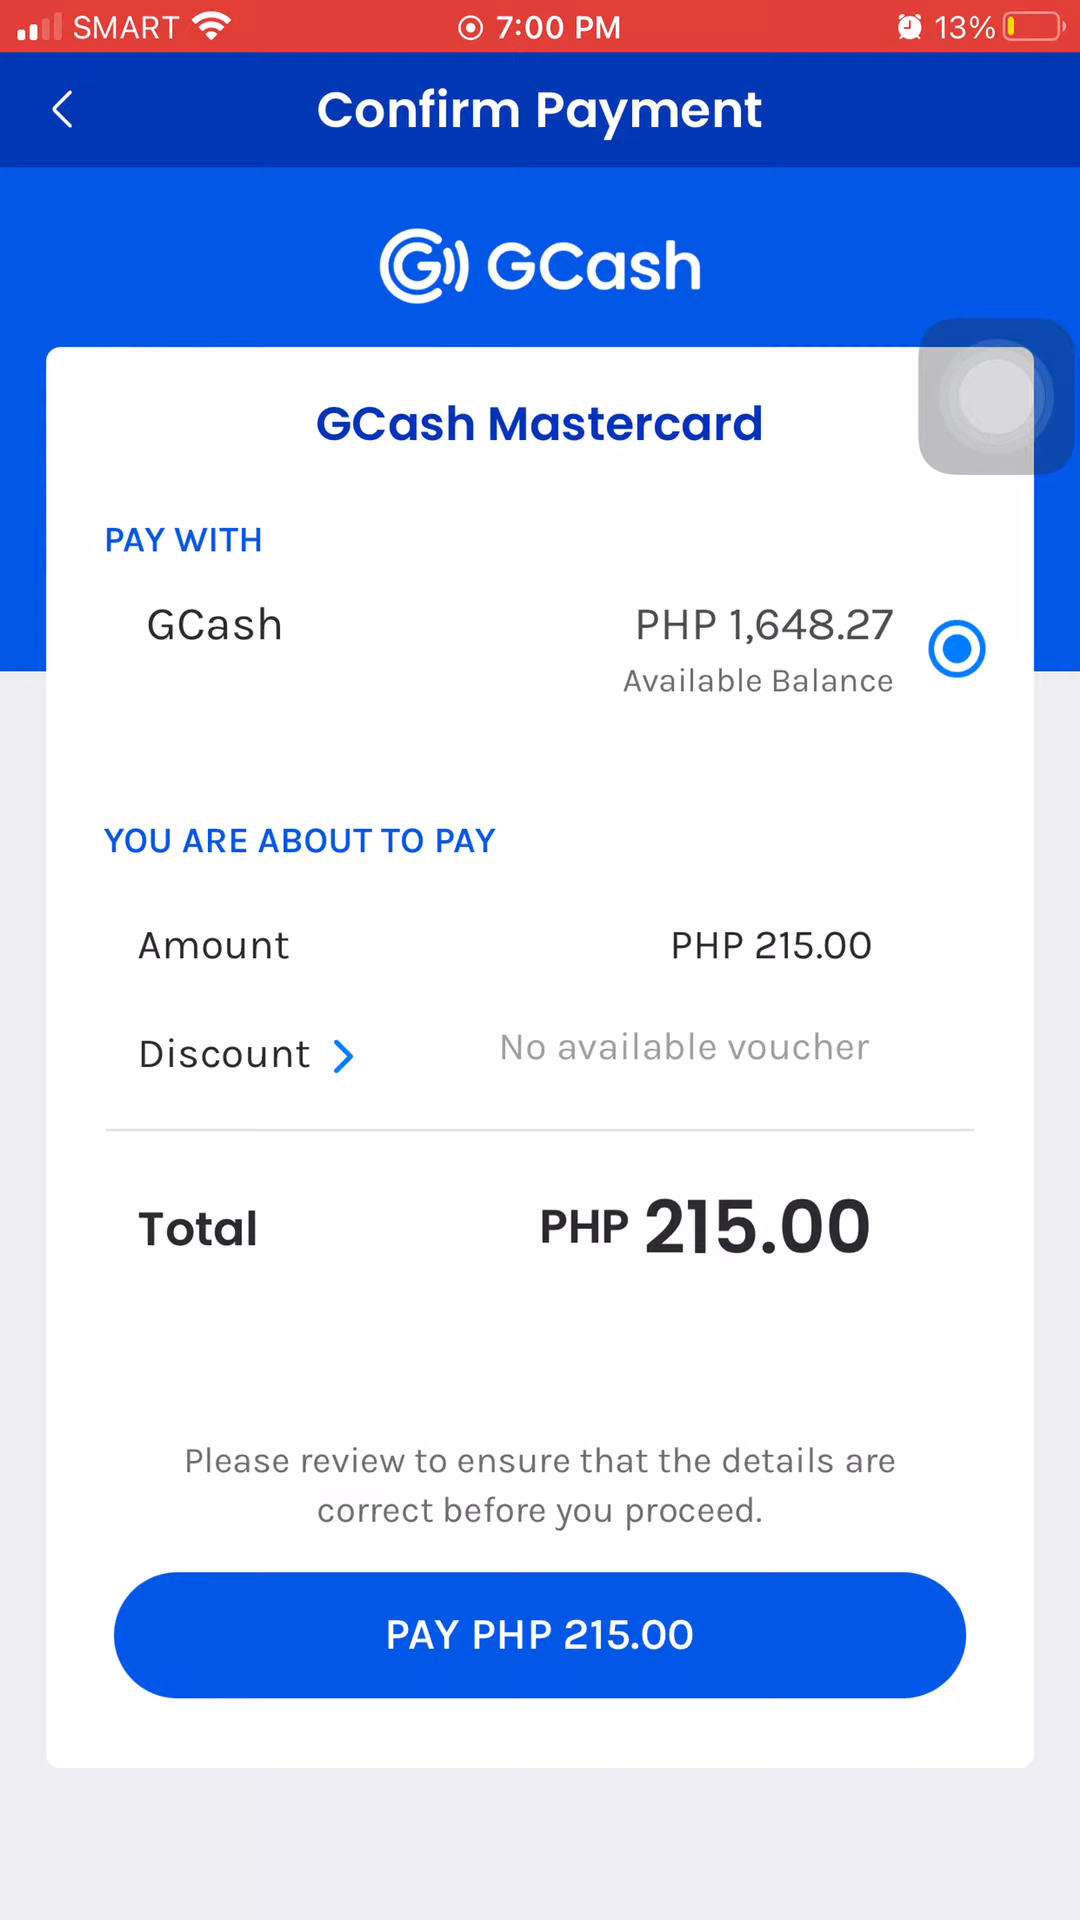 SMART 7:00 PM 13%
Confirm Payment
GCash
GCash Mastercard
PAY WITH
GCash PHP 1,648.27
Available Balance
YOU ARE ABOUT TO PAY
Amount PHP 215.00
Discount No available voucher
Total PHP 215.00
Please review to ensure that the details are
correct before you proceed.
PAY PHP 215.00